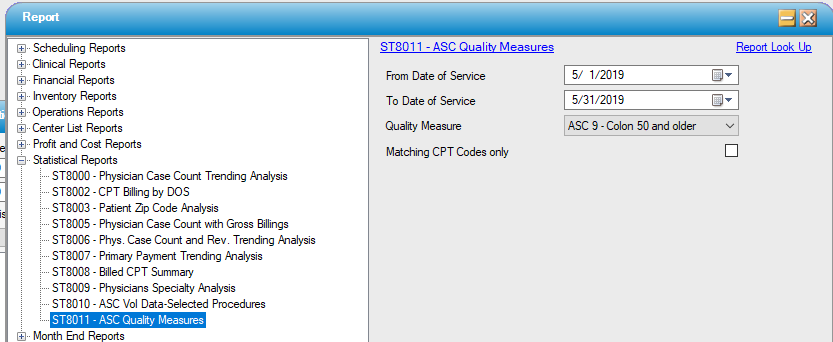 Report
Scheduling Reports
Clinical Reports
Financial Reports
Inventory Reports
Operations Reports
Center List Reports
Profit and Cost Reports
Statistical Reports
ST8000 - Physician Case Count Trending Analysis
ST8002 - CPT Billing by DOS
ST8003 - Patient Zip Code Analysis
ST8005 - Physician Case Count with Gross Billings
ST8006 - Phys. Case Count and Rev. Trending Analysis
ST8007 - Primary Payment Trending Analysis
ST8008 - Billed CPT Summary
ST8009 - Physicians Specialty Analysis
ST8010 - ASC Vol Data-Selected Procedures
ST8011 - ASC Quality Measures
Month End Reports
ST8011 - ASC Quality Measures
Report Look Up
From Date of Service 5/ 1/2019
To Date of Service 5/31/2019
Quality Measure ASC 9 - Colon 50 and older
Matching CPT Codes only